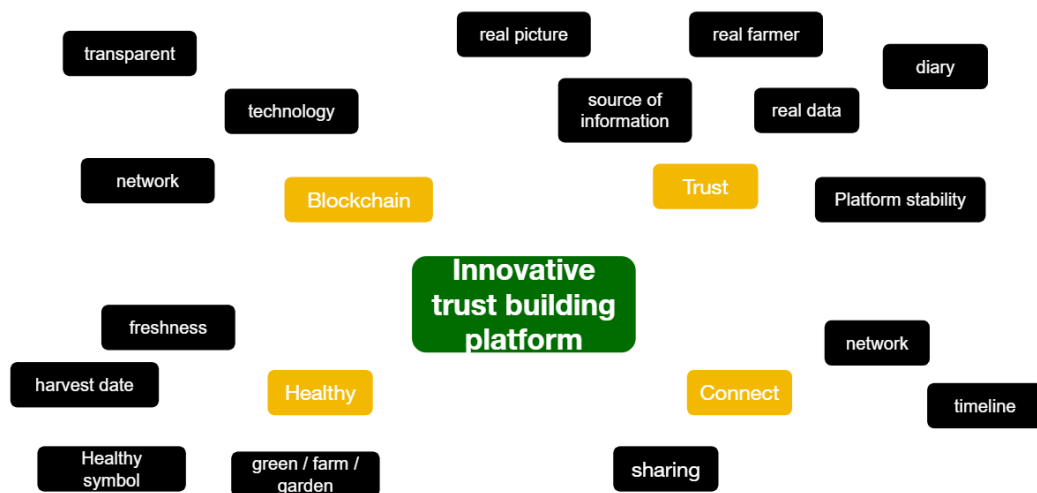 real picture
real farmer
transparent
diary
technology
source of
information
real data
network
Blockchain
Trust
Platform stability
Innovative
trust building
platform
freshness
network
harvest date
Healthy
Connect
timeline
Healthy
symbol
green / farm /
garden
sharing